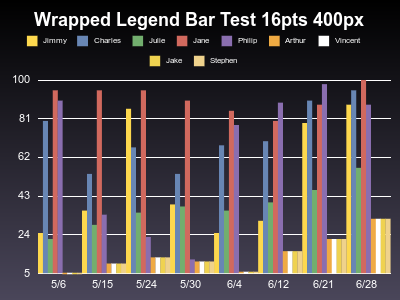 Wrapped Legend Bar Test 16pts 400px
Jimmy Charles Julie Jane Philip Arthur Vincent
Jake Stephen
100
81
62
43
24
5
5/6 5/15 5/24 5/30 6/4 6/12 6/21 6/28